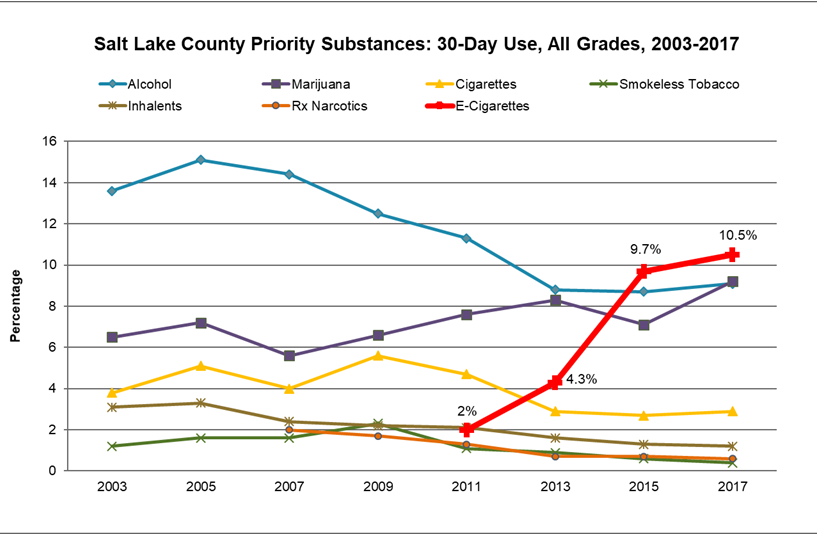 Salt Lake County Priority Substances: 30-Day Use, All Grades, 2003-2017
Alcohol Marijuana Cigarettes Smokeless Tobacco
Inhalents Rx Narcotics E-Cigarettes
Percentage
16
14
12
10
8
6
4
2
0
2%
4.3%
9.7%
10.5%
2003 2005 2007 2009 2011 2013 2015 2017